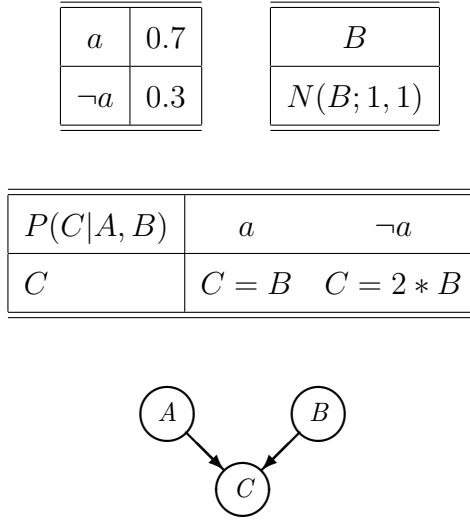 a 0.7 B
¬a 0.3 N(B; 1, 1)
P(C|A, B) a ¬a
C C = B C = 2 ∗ B
A B
C